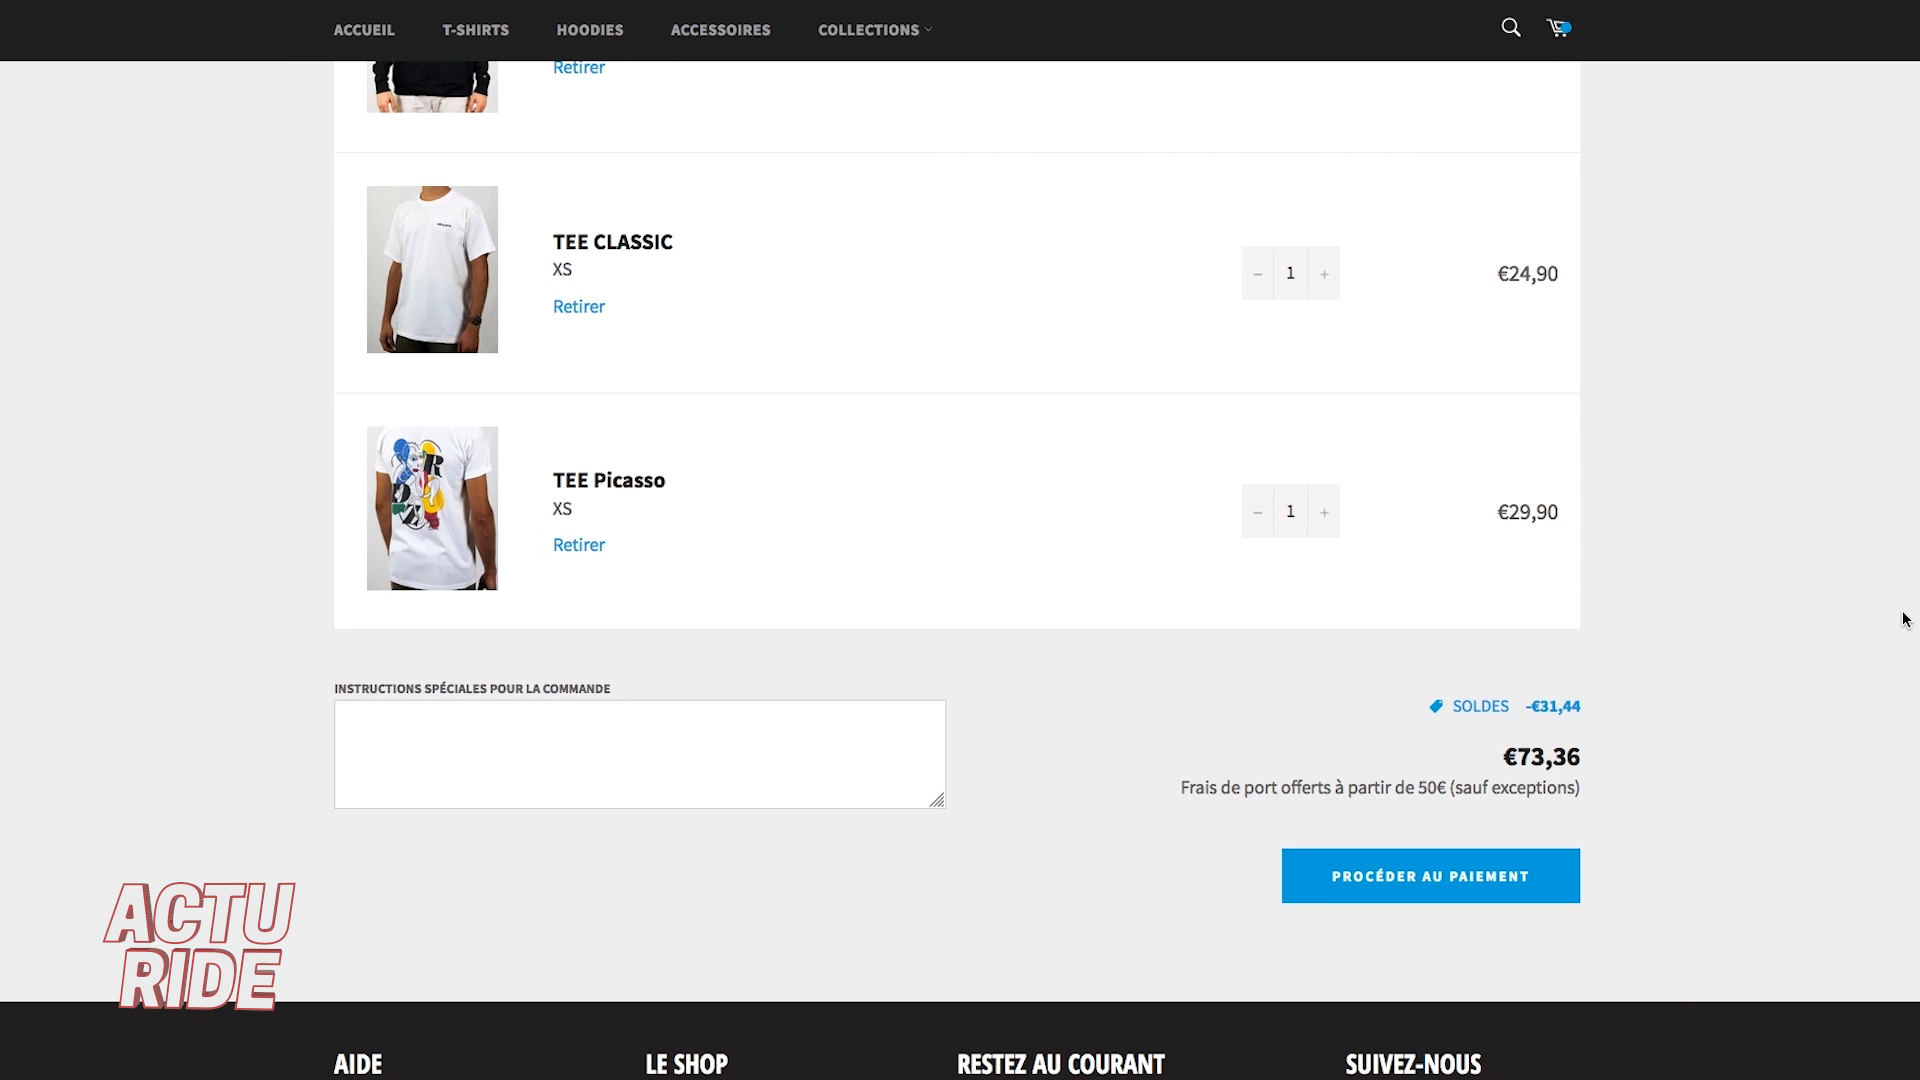 ACCUEIL
T-SHIRTS
HOODIES
ACCESSOIRES
COLLECTIONS
Retirer
TEE CLASSIC
XS
Retirer
− 1 +
€24,90
TEE Picasso
XS
Retirer
− 1 +
€29,90
INSTRUCTIONS SPÉCIALES POUR LA COMMANDE
SOLDES -€31,44
€73,36
Frais de port offerts à partir de 50€ (sauf exceptions)
PROCÉDER AU PAIEMENT
ACTU
RIDE
AIDE
LE SHOP
RESTEZ AU COURANT
SUIVEZ-NOUS